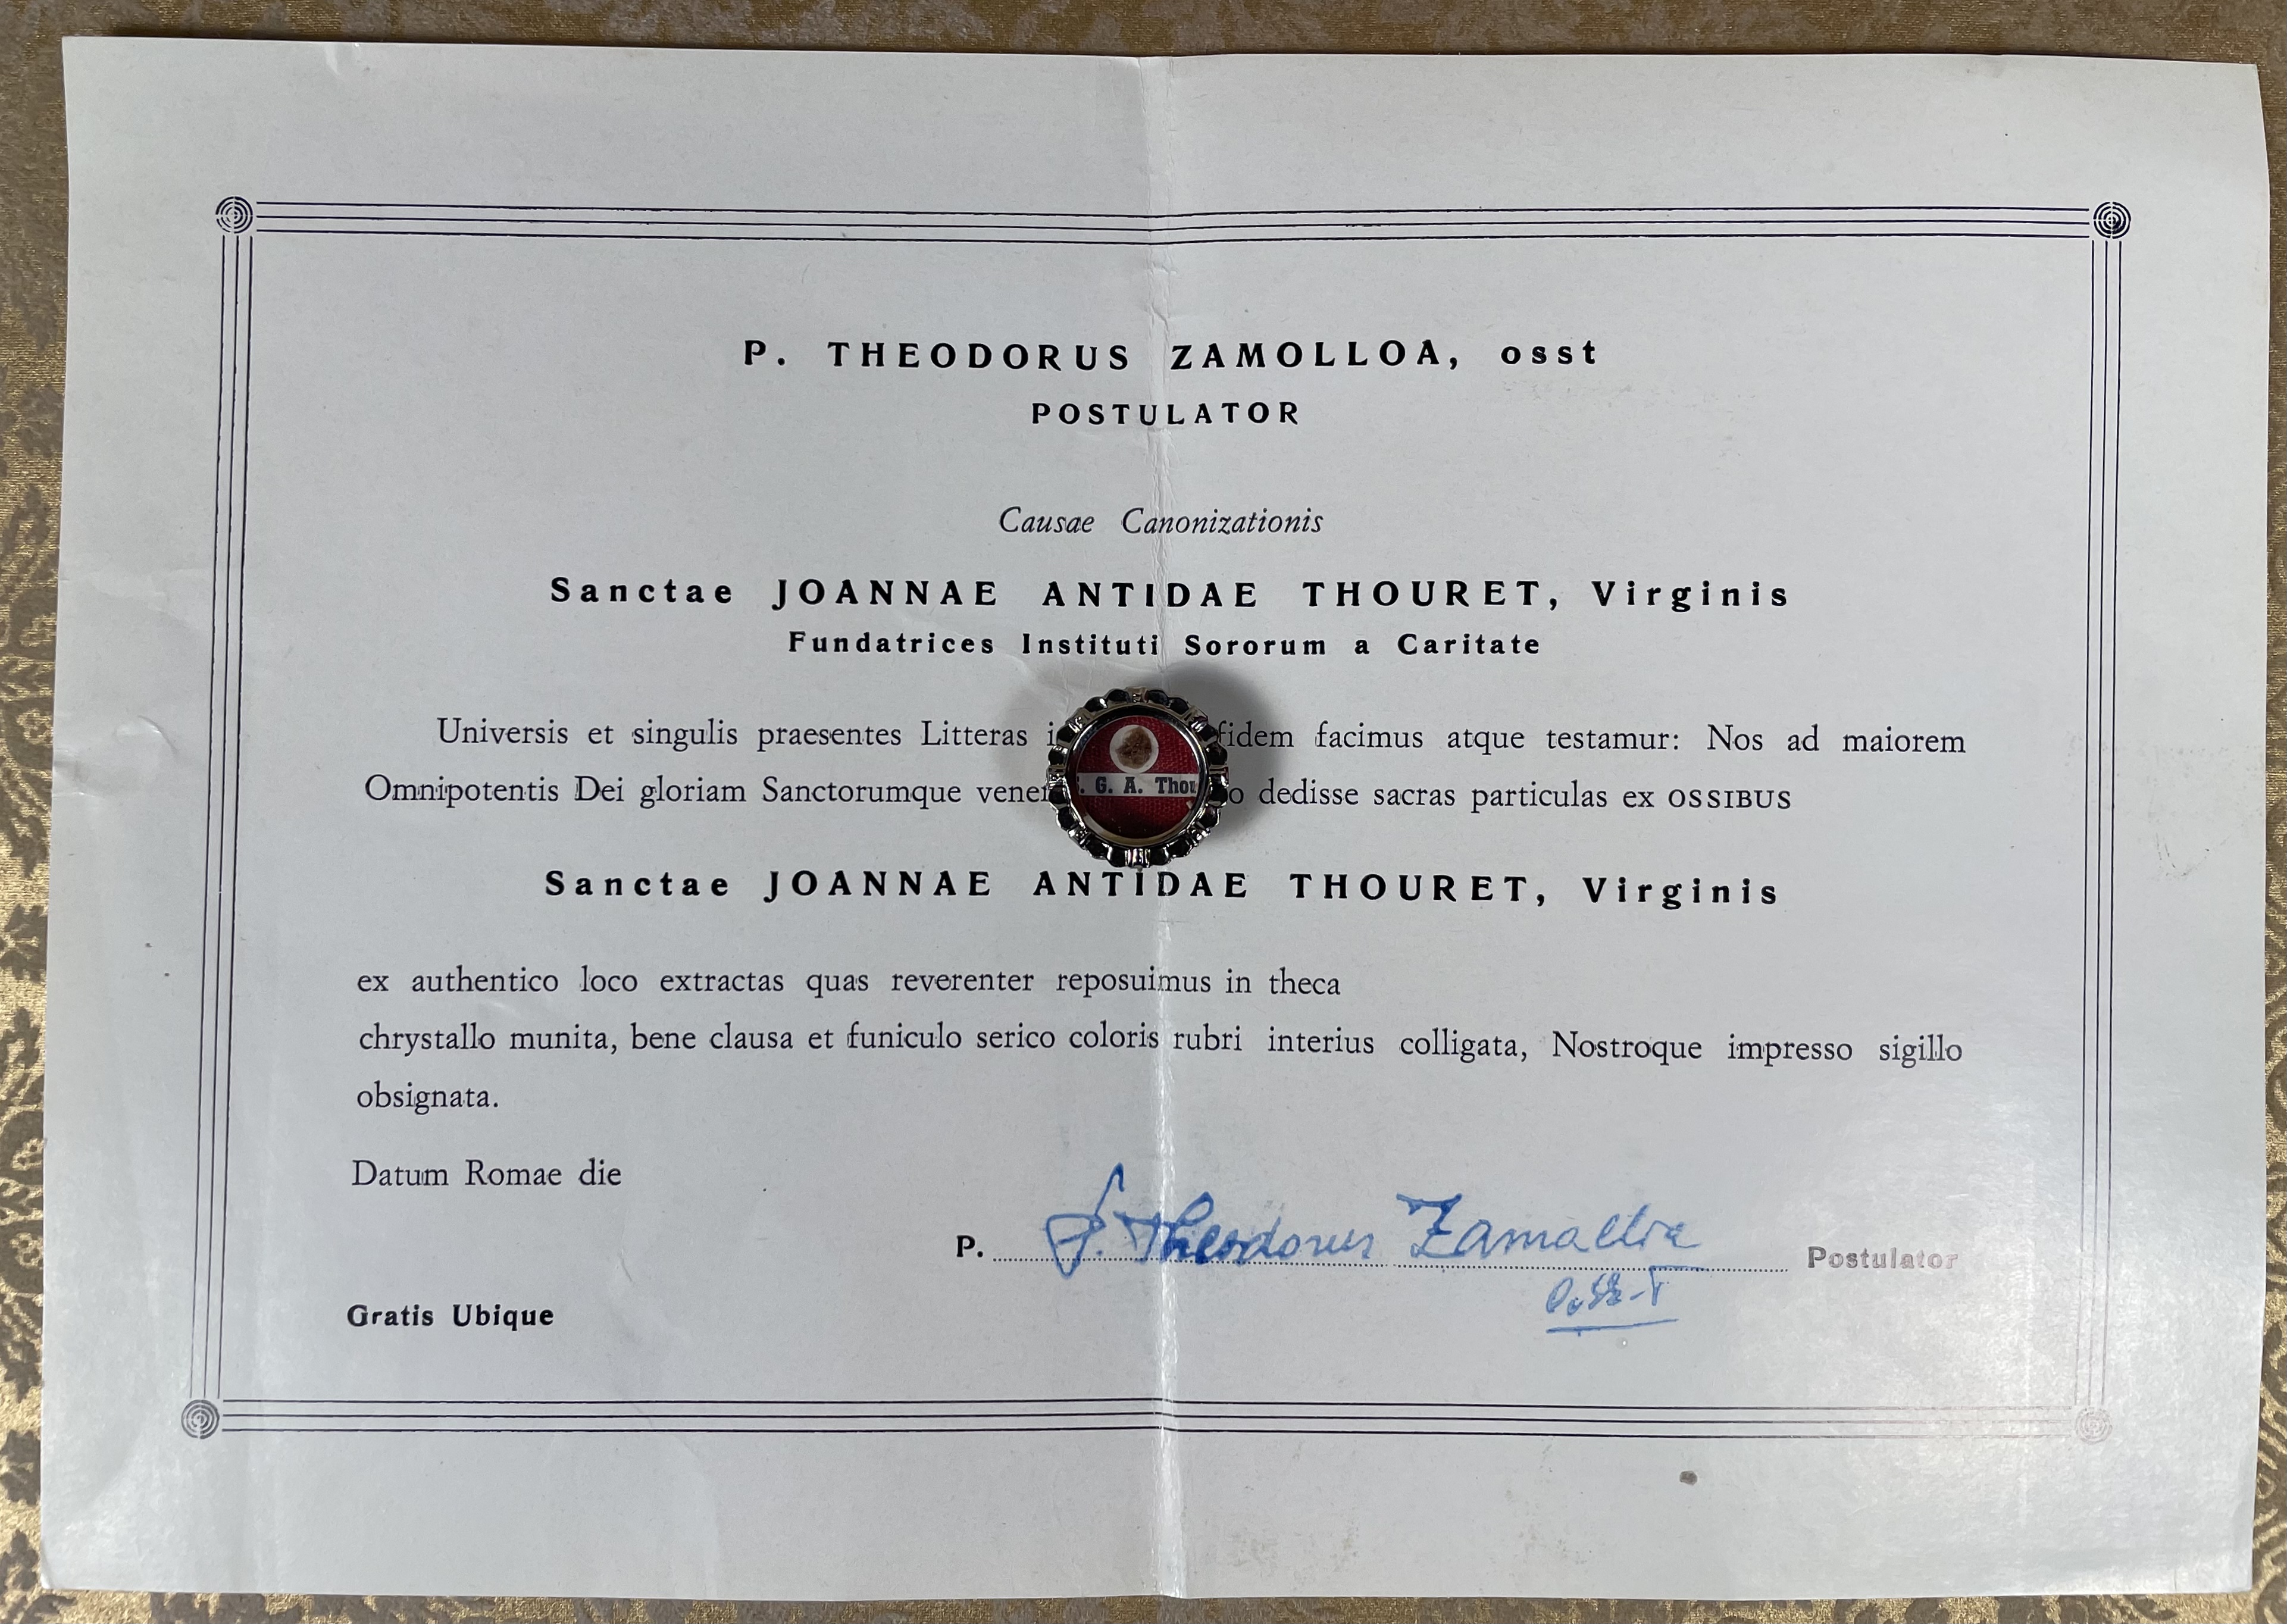 P. THEODORUS ZAMOLLOA, osst
POSTULATOR
Causae Canonizationis
Sanctae JOANNAE ANTIDAE THOURET, Virginis
Fundatrices Instituti Sororum a Caritate
Universis et singulis praesentes Litteras fidem facimus atque testamur: Nos ad maiorem
Omnipotentis Dei gloriam Sanctorumque dedisse sacras particulas ex OSSIBUS
G. A. Thou
Sanctae JOANNAE ANTIDAE THOURET, Virginis
ex authentico loco extractas quas reverenter reposuimus in theca
chrystallo munita, bene clausa et funiculo serico coloris rubri interius colligata, Nostroque impresso sigillo
obsignata.
Datum Romae die
P. P. Theodorus Zamolloa Postulator
Gratis Ubique